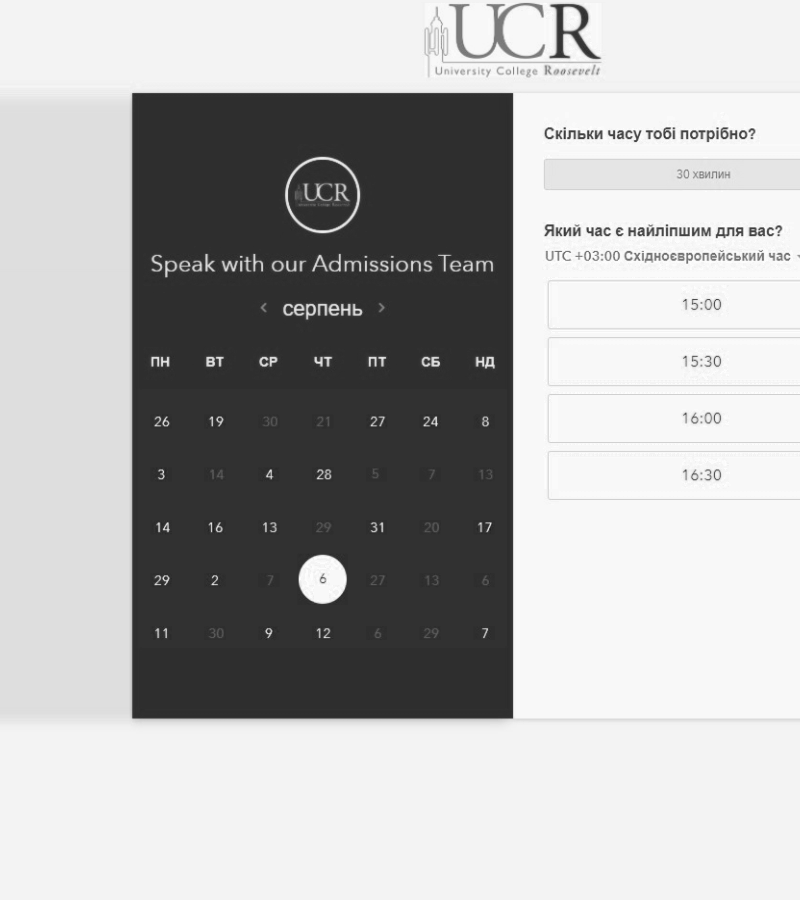 UCR
University College Roosevelt
UCR
Speak with our Admissions Team
< серпень >
ПН ВТ СР ЧТ ПТ СБ НД
26 19 30 21 27 24 8
3 14 4 28 5 7 13
14 16 13 29 31 20 17
29 2 7 6 27 13 6
11 30 9 12 6 29 7
Скільки часу тобі потрібно?
30 хвилин
Який час є найліпшим для вас?
UTC +03:00 Східноєвропейський час
15:00
15:30
16:00
16:30